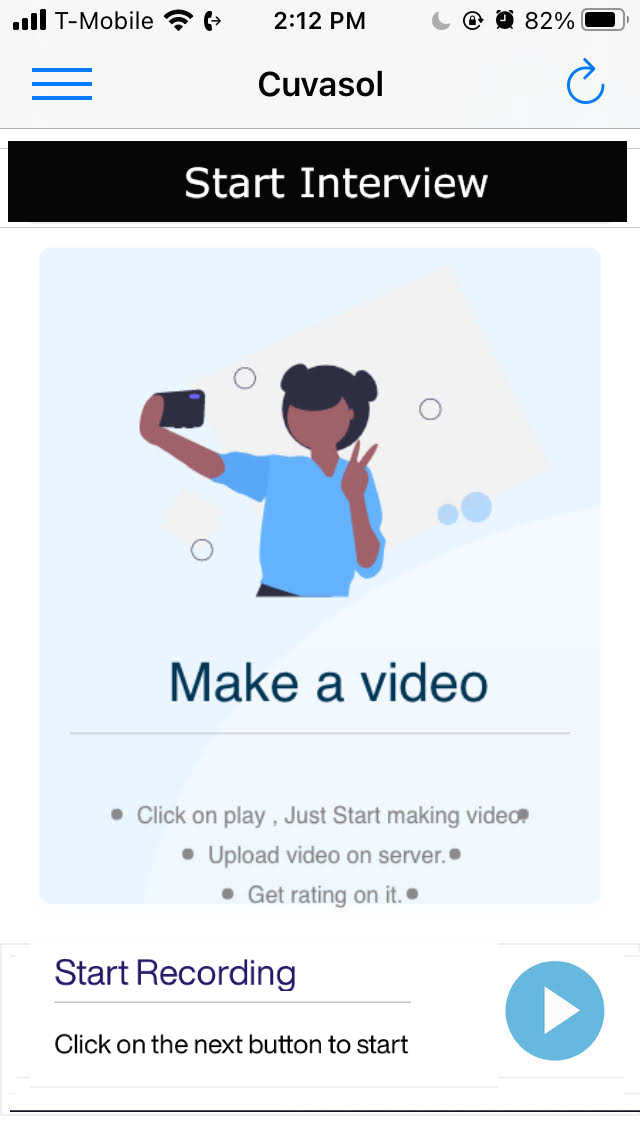 T-Mobile 2:12 PM 82%
Cuvasol
Start Interview
Make a video
• Click on play , Just Start making video.•
• Upload video on server.•
• Get rating on it.•
Start Recording
Click on the next button to start